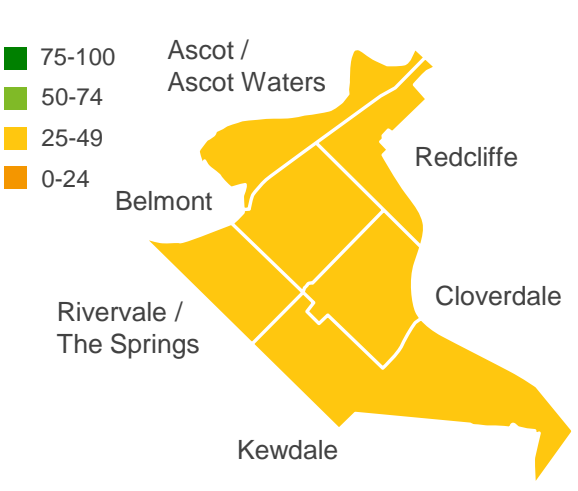 75-100
50-74
25-49
0-24
Ascot /
Ascot Waters
Redcliffe
Belmont
Cloverdale
Rivervale /
The Springs
Kewdale